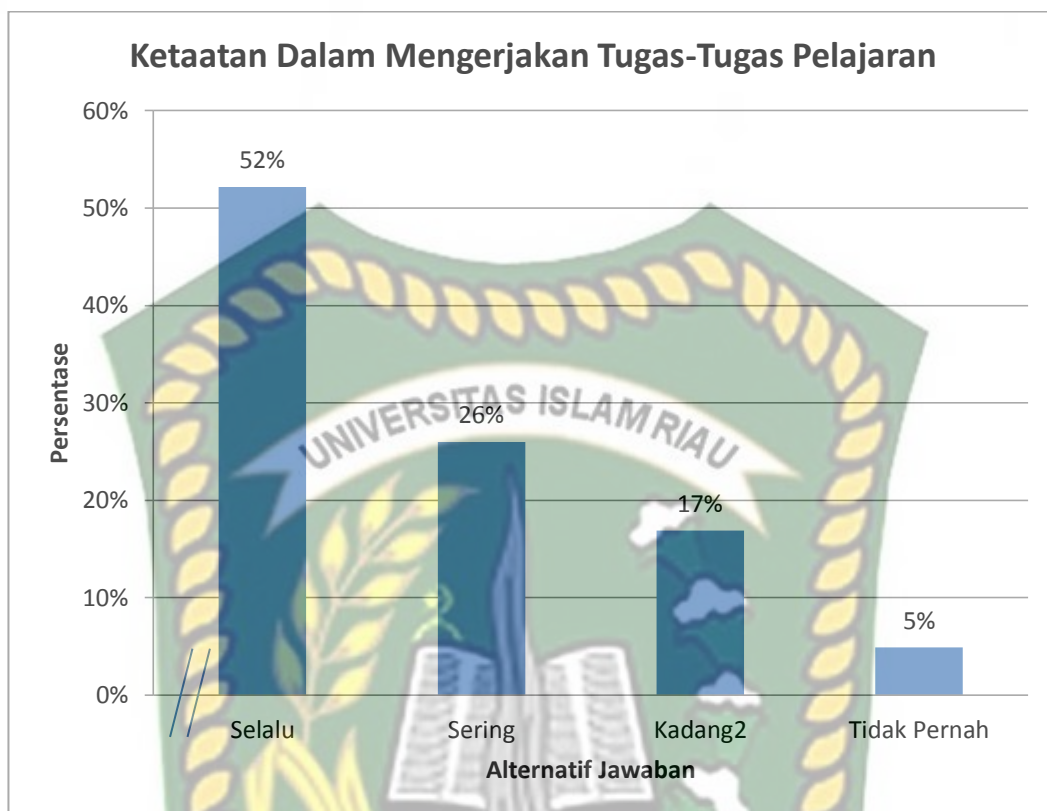 Ketaatan Dalam Mengerjakan Tugas-Tugas Pelajaran
60%
52%
50%
40%
Persentase
30%
UNIVERSITAS ISLAM RIAU
26%
20%
17%
10%
5%
0%
Selalu Sering Kadang2 Tidak Pernah
Alternatif Jawaban